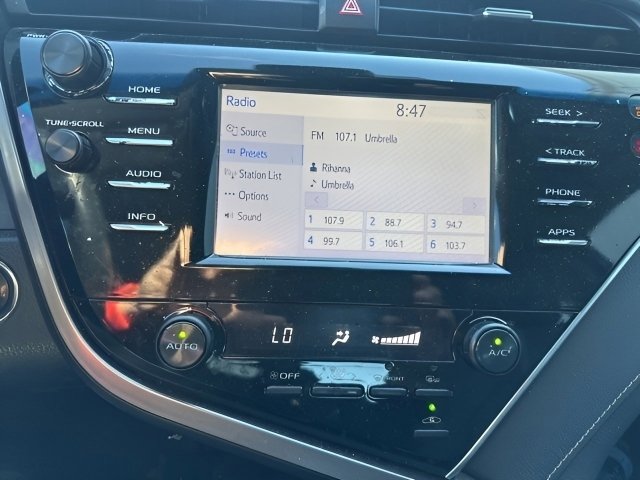 PWR
HOME
TUNE•SCROLL
MENU
AUDIO
INFO
Radio
8:47
Source
Presets
Station List
Options
Sound
FM 107.1 Umbrella
Rihanna
Umbrella
< >
1 107.9 2 88.7 3 94.7
4 99.7 5 106.1 6 103.7
SEEK >
< TRACK
PHONE
APPS
AUTO
LO
A/C
OFF
FRONT